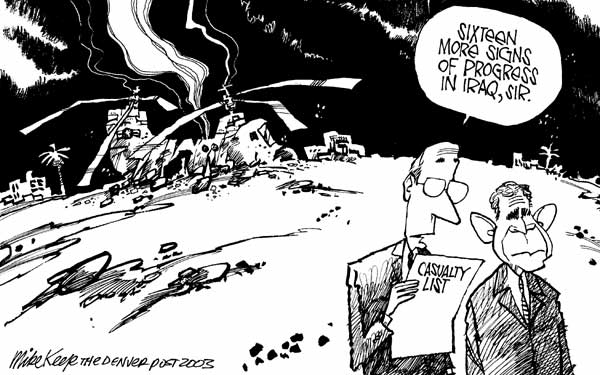 SIXTEEN
MORE SIGNS
OF PROGRESS
IN IRAQ, SIR.
CASUALTY
LIST
MIKE KEEFE THE DENVER POST 2003